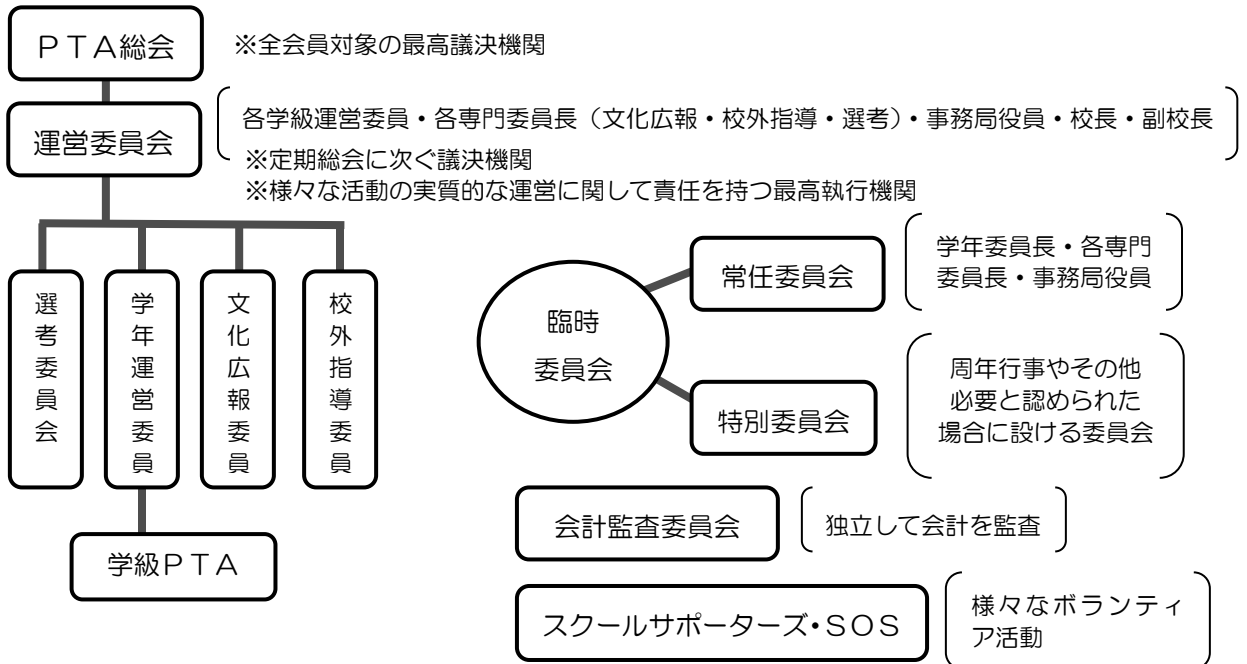 ＰＴＡ総会
※全会員対象の最高議決機関
運営委員会
各学級運営委員・各専門委員長（文化広報・校外指導・選考）・事務局役員・校長・副校長
※定期総会に次ぐ議決機関
※様々な活動の実質的な運営に関して責任を持つ最高執行機関
選考委員会
学年運営委員
文化広報委員
校外指導委員
学級ＰＴＡ
臨時
委員会
常任委員会
学年委員長・各専門
委員長・事務局役員
特別委員会
周年行事やその他
必要と認められた
場合に設ける委員会
会計監査委員会
独立して会計を監査
スクールサポーターズ・ＳＯＳ
様々なボランティ
ア活動